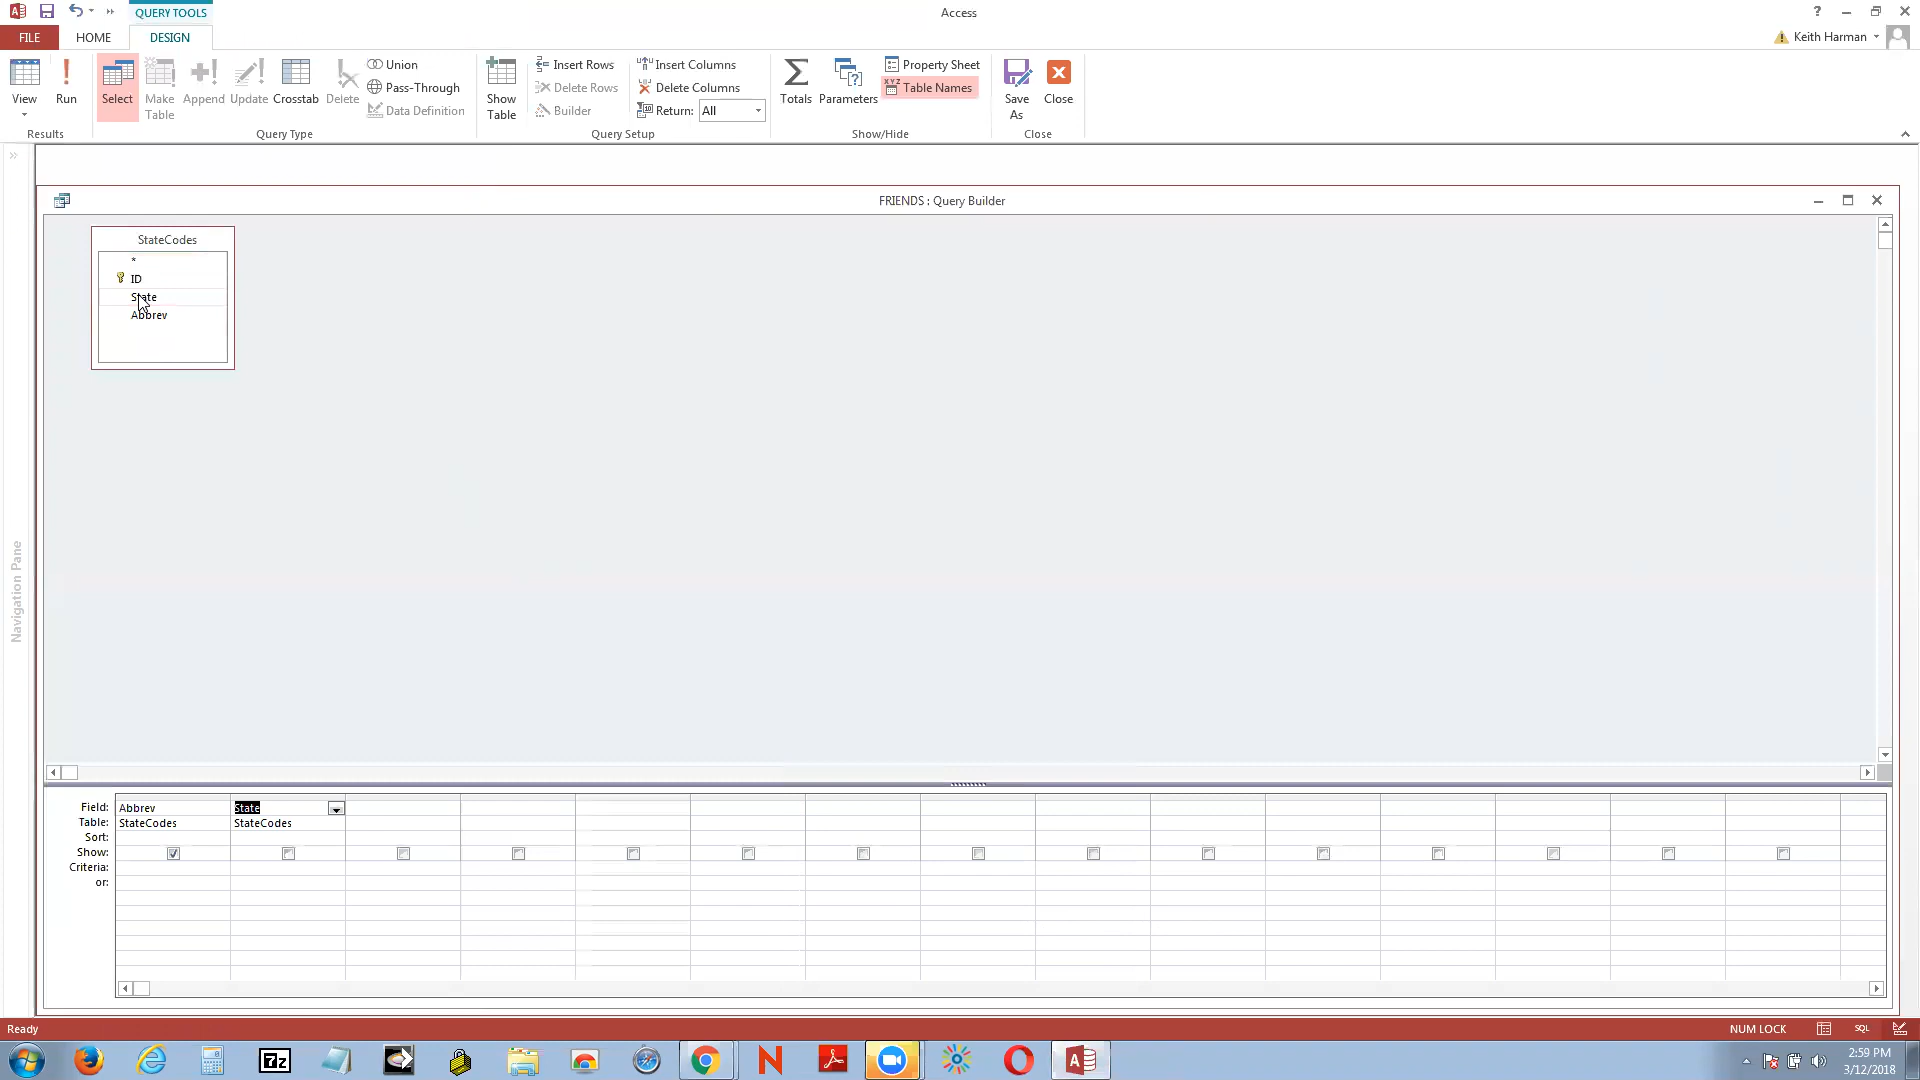 QUERY TOOLS
Access
FILE
HOME
DESIGN
Keith Harman
View
Run
Select
Make Table
Append
Update
Crosstab
Delete
Union
Pass-Through
Data Definition
Show Table
Insert Rows
Delete Rows
Builder
Insert Columns
Delete Columns
Return: All
Totals
Parameters
Property Sheet
Table Names
Save As
Close
Results
Query Type
Query Setup
Show/Hide
Close
FRIENDS : Query Builder
StateCodes
*
ID
State
Abbrev
Navigation Pane
Field: Abbrev State
Table: StateCodes StateCodes
Sort:
Show:
Criteria:
or:
Ready
NUM LOCK
SQL
7z
2:59 PM
3/12/2018